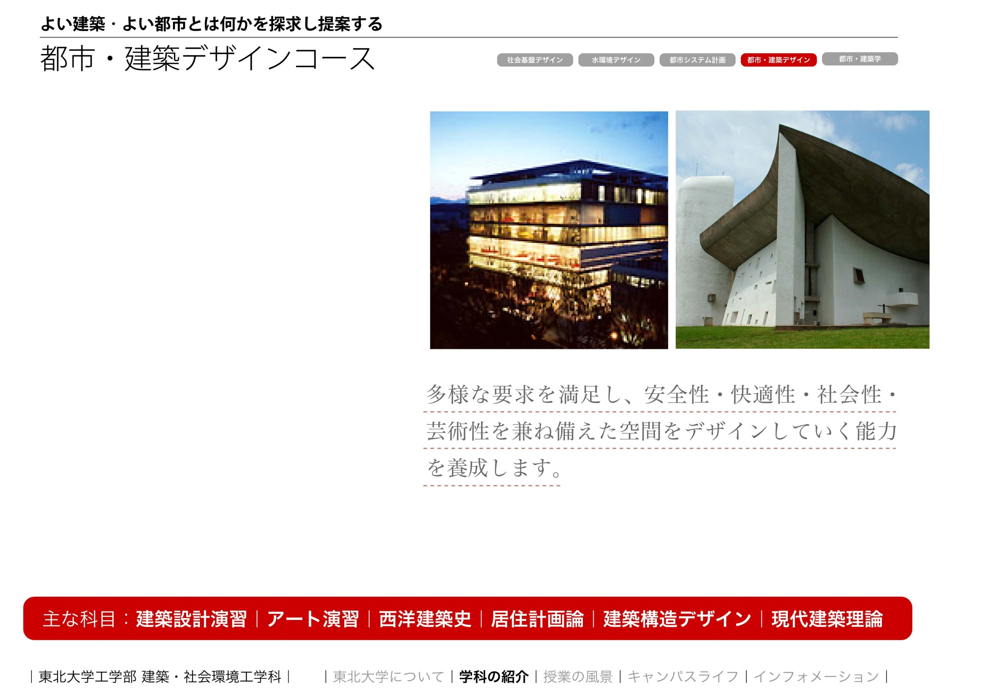 よい建築・よい都市とは何かを探求し提案する
都市・建築デザインコース
社会基盤デザイン
水環境デザイン
都市システム計画
都市・建築デザイン
都市・建築学
多様な要求を満足し、安全性・快適性・社会性・
芸術性を兼ね備えた空間をデザインしていく能力
を養成します。
主な科目：建築設計演習｜アート演習｜西洋建築史｜居住計画論｜建築構造デザイン｜現代建築理論
｜東北大学工学部 建築・社会環境工学科｜ ｜東北大学について｜学科の紹介｜授業の風景｜キャンパスライフ｜インフォメーション｜